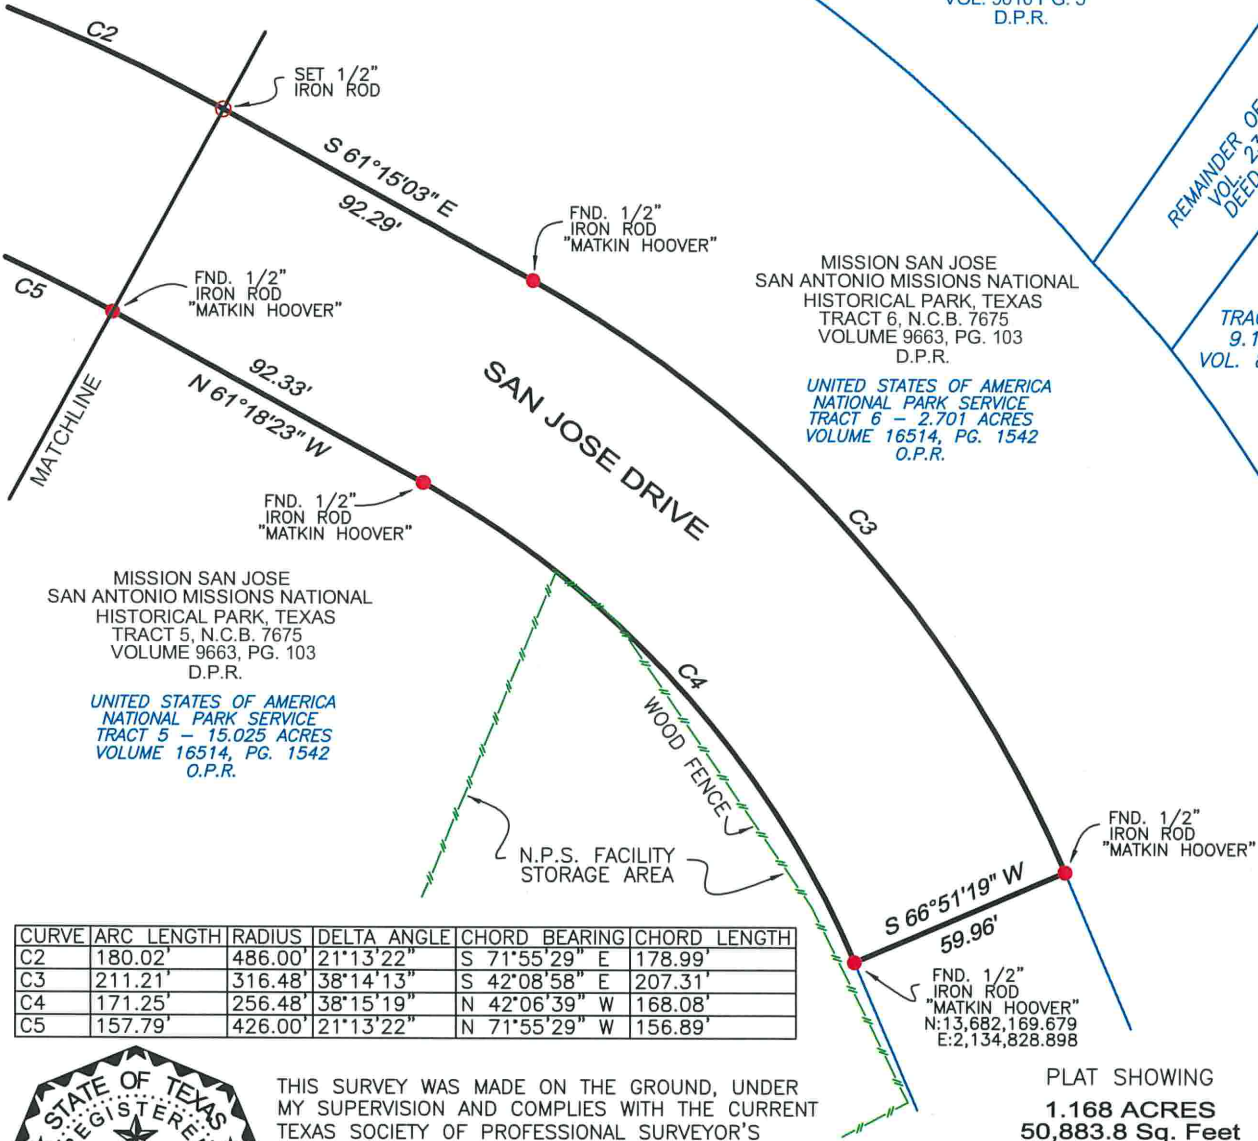 D.P.R.
C2
SET 1/2"
IRON ROD
S 61°15'03" E
92.29'
FND. 1/2"
IRON ROD
"MATKIN HOOVER"
REMAINDER OF
VOL.
DEED
C5
FND. 1/2"
IRON ROD
"MATKIN HOOVER"
MISSION SAN JOSE
SAN ANTONIO MISSIONS NATIONAL
HISTORICAL PARK, TEXAS
TRACT 6, N.C.B. 7675
VOLUME 9663, PG. 103
D.P.R.
UNITED STATES OF AMERICA
NATIONAL PARK SERVICE
TRACT 6 – 2.701 ACRES
VOLUME 16514, PG. 1542
O.P.R.
9.1
VOL.
MATCHLINE
92.33'
N 61°18'23" W
SAN JOSE DRIVE
FND. 1/2"
IRON ROD
"MATKIN HOOVER"
C3
MISSION SAN JOSE
SAN ANTONIO MISSIONS NATIONAL
HISTORICAL PARK, TEXAS
TRACT 5, N.C.B. 7675
VOLUME 9663, PG. 103
D.P.R.
UNITED STATES OF AMERICA
NATIONAL PARK SERVICE
TRACT 5 – 15.025 ACRES
VOLUME 16514, PG. 1542
O.P.R.
C4
WOOD FENCE
N.P.S. FACILITY
STORAGE AREA
FND. 1/2"
IRON ROD
"MATKIN HOOVER"
S 66°51'19" W
59.96'
FND. 1/2"
IRON ROD
"MATKIN HOOVER"
N:13,682,169.679
E:2,134,828.898
CURVE ARC LENGTH RADIUS DELTA ANGLE CHORD BEARING CHORD LENGTH
C2 180.02' 486.00' 21°13'22" S 71°55'29" E 178.99'
C3 211.21' 316.48' 38°14'13" S 42°08'58" E 207.31'
C4 171.25' 256.48' 38°15'19" N 42°06'39" W 168.08'
C5 157.79' 426.00' 21°13'22" N 71°55'29" W 156.89'
STATE OF TEXAS
REGISTERE
THIS SURVEY WAS MADE ON THE GROUND, UNDER
MY SUPERVISION AND COMPLIES WITH THE CURRENT
TEXAS SOCIETY OF PROFESSIONAL SURVEYOR'S
PLAT SHOWING
1.168 ACRES
50,883.8 Sq. Feet